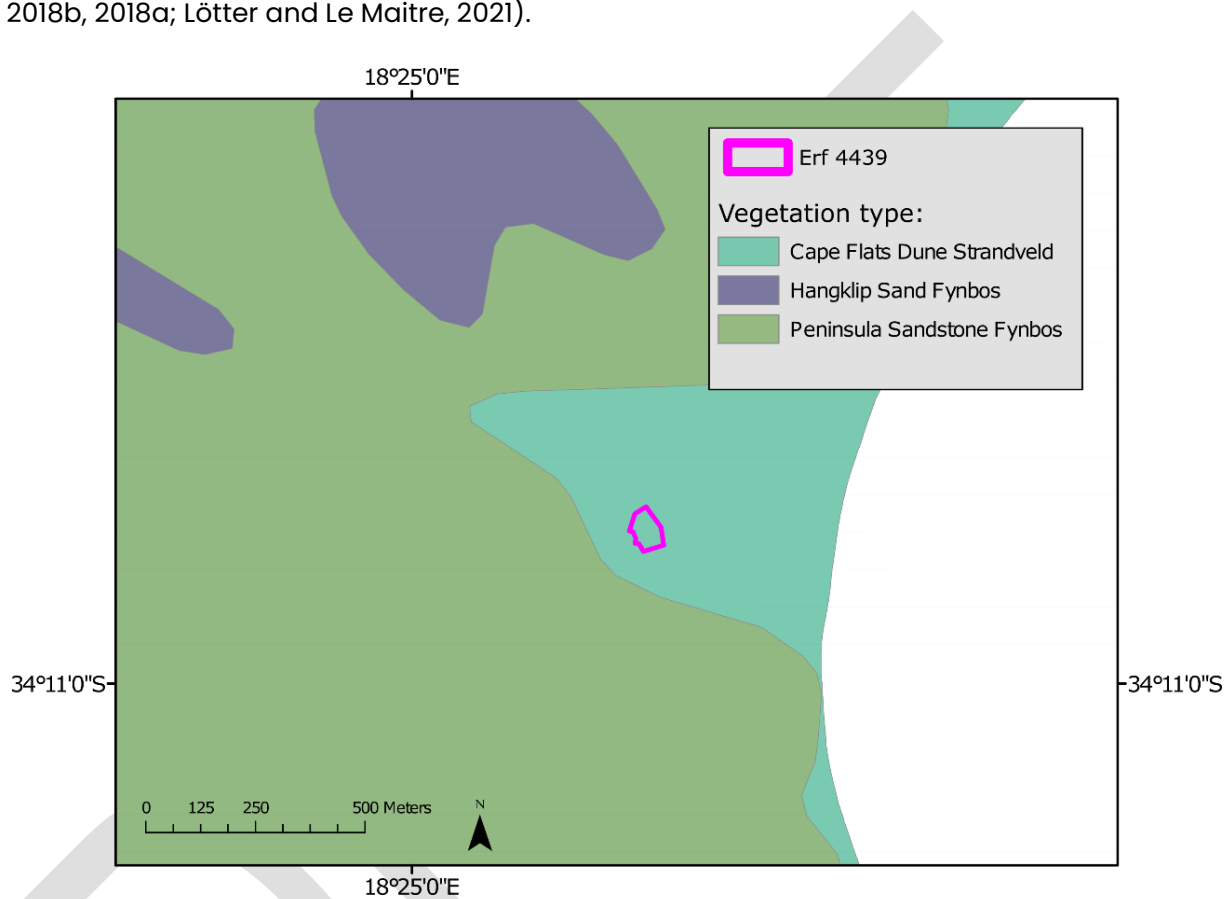 2018b, 2018a; Lötter and Le Maitre, 2021).
18°25'0"E
Erf 4439
Vegetation type:
Cape Flats Dune Strandveld
Hangklip Sand Fynbos
Peninsula Sandstone Fynbos
34°11'0"S
34°11'0"S
0 125 250 500 Meters
N
18°25'0"E